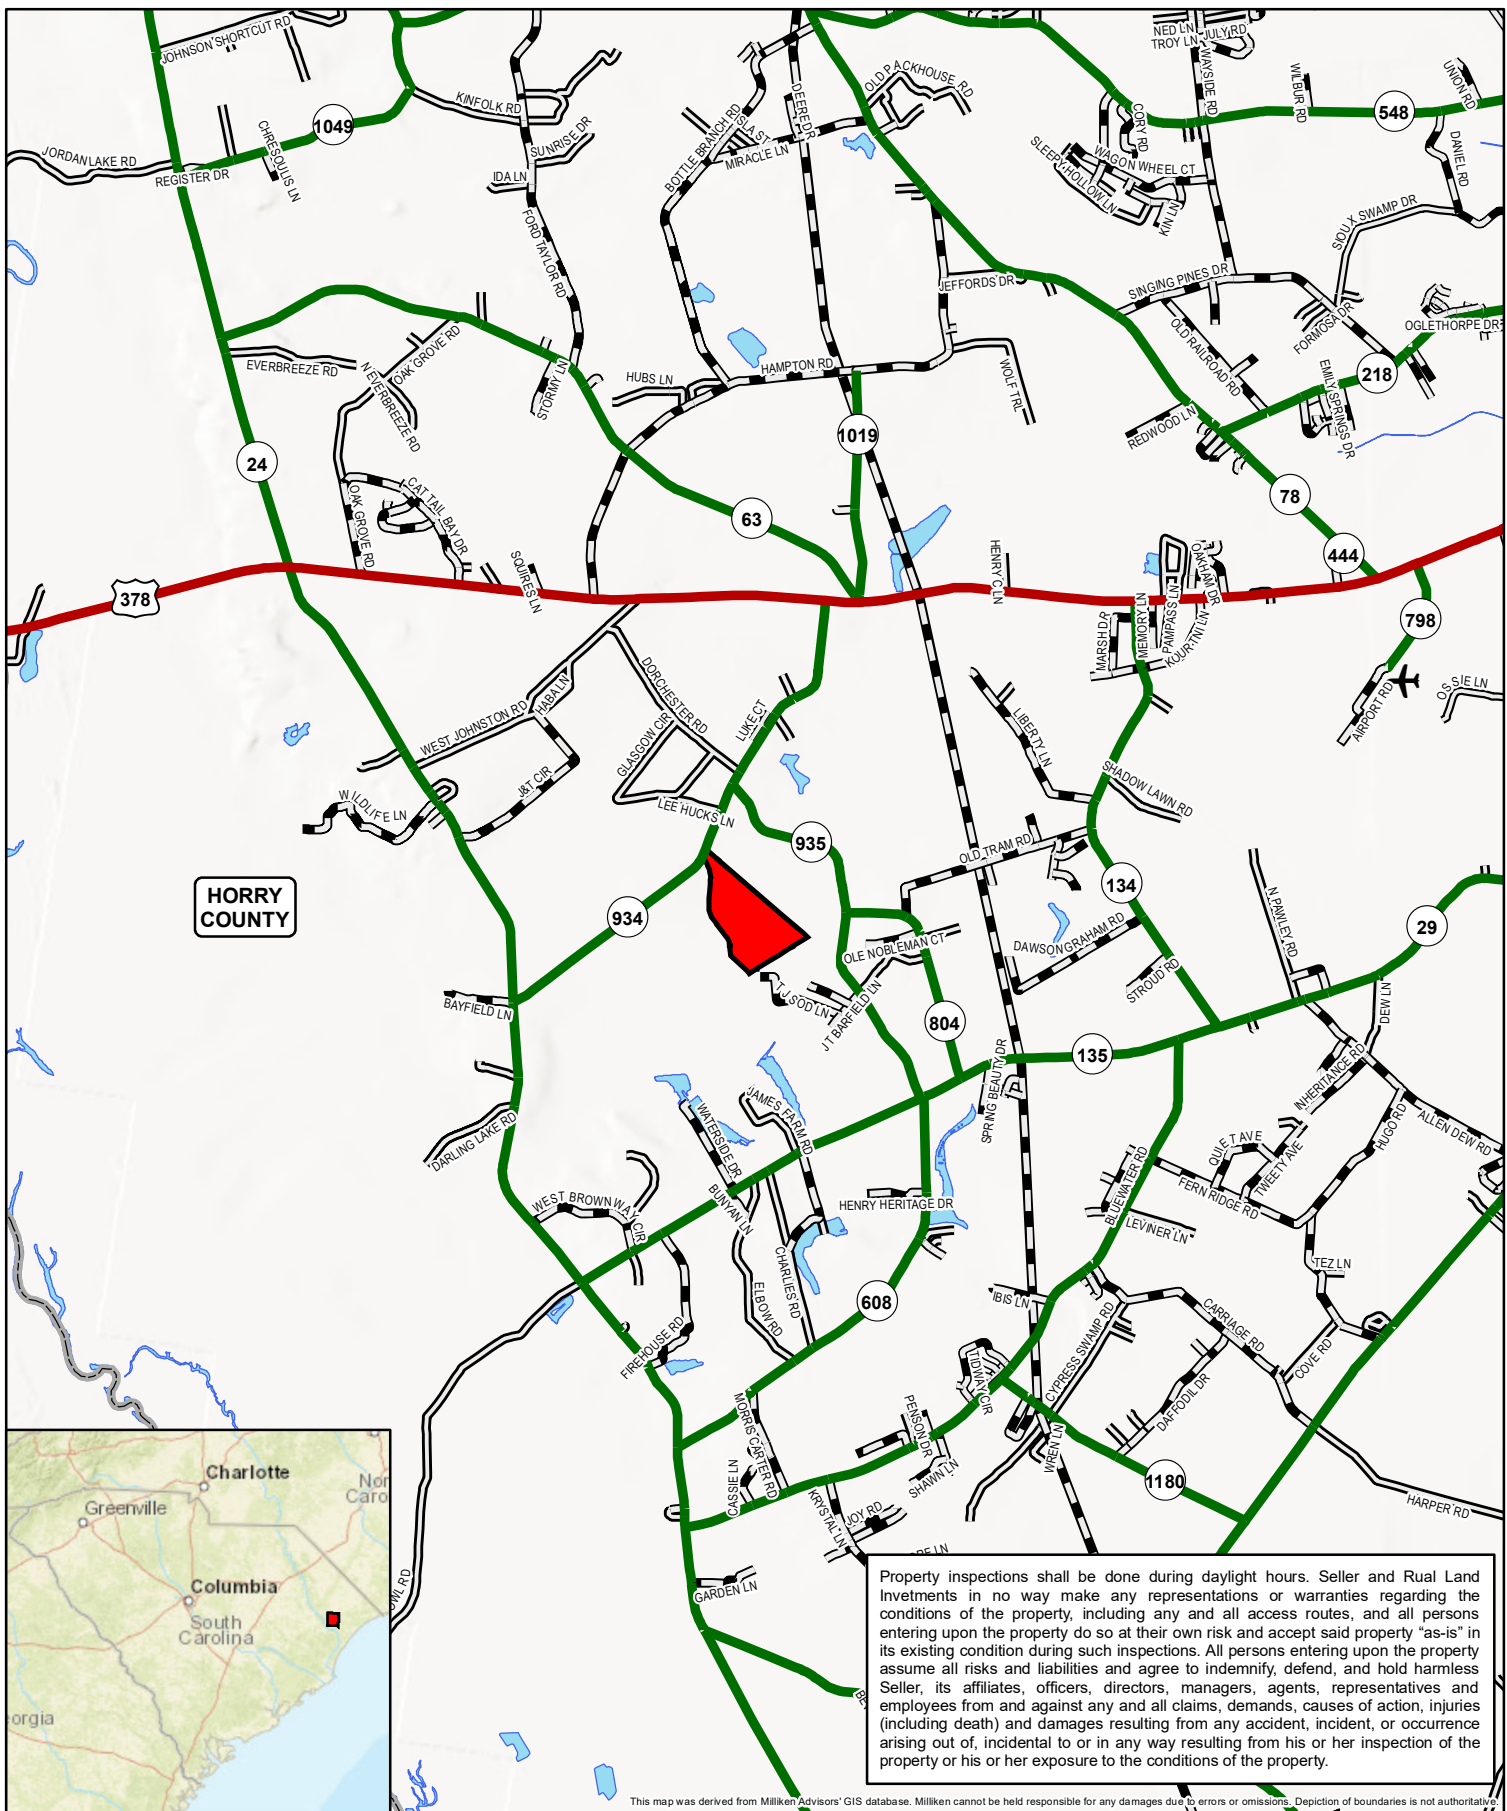 JOHNSON SHORTCUT RD
KINFOLK RD
1049
CHRESOULIS LN
JORDAN LAKE RD
REGISTER DR
SUNRISE DR
IDA LN
FORD TAYLOR RD
BOTTLE BRANCH RD
ISLA ST
MIRACLE LN
DEERE DR
OLD PACKHOUSE RD
NED LN
TROY LN
JULY RD
WAYSIDE RD
WILBUR RD
UNION RD
548
CORY RD
DANIEL RD
SLEEPY HOLLOW LN
WAGON WHEEL CT
KIN LN
SIOUX SWAMP DR
JEFFORDS DR
SINGING PINES DR
FORMOSA DR
OGLETHORPE DR
OLD RAILROAD RD
218
EMILY SPRINGS DR
EVERBREEZE RD
N EVERBREEZE RD
OAK GROVE RD
STORMY LN
HUBS LN
HAMPTON RD
WOLF TRL
REDWOOD LN
1019
24
63
78
444
OAK GROVE RD
CAT TAIL BAY DR
SQUIRES LN
HENRY C LN
OAKHAM DR
378
798
MARSH DR
MEMORY LN
PAMPASS LN
KOURTNI LN
AIRPORT RD
OSSIE LN
DORCHESTER RD
HABA LN
WEST JOHNSTON RD
GLASGOW CIR
LUKE CT
LIBERTY LN
SHADOW LAWN RD
J&T CIR
WILDLIFE LN
LEE HUCKS LN
935
OLD TRAM RD
134
HORRY
COUNTY
934
N PAWLEY RD
29
OLE NOBLEMAN CT
DAWSON GRAHAM RD
STROUD RD
BAYFIELD LN
T J SOD LN
J T BARFIELD LN
804
DEW LN
135
SPRING BEAUTY DR
INHERITANCE RD
HUGO RD
ALLEN DEW RD
DARLING LAKE RD
WATERSIDE DR
JAMES FARM RD
QUIET AVE
TWEETY AVE
BLUEWATER RD
FERN RIDGE RD
LEVINER LN
WEST BROWN WAY CIR
BUNYAN LN
HENRY HERITAGE DR
CHARLIES RD
ELBOW RD
TEZ LN
608
IBIS LN
CARRIAGE RD
CYPRESS SWAMP RD
COVE RD
FIREHOUSE RD
TIDWAY CIR
DAFFODIL DR
MORRIS CARTER RD
PENSON DR
WREN LN
1180
CASSIE LN
SHAWN LN
KRYSTAL LN
JOY RD
HARPER RD
GARDEN LN
OWL RD
Charlotte
Greenville
Nor
Caro
Columbia
South
Carolina
orgia
Property inspections shall be done during daylight hours. Seller and Rual Land
Invetments in no way make any representations or warranties regarding the
conditions of the property, including any and all access routes, and all persons
entering upon the property do so at their own risk and accept said property “as-is” in
its existing condition during such inspections. All persons entering upon the property
assume all risks and liabilities and agree to indemnify, defend, and hold harmless
Seller, its affiliates, officers, directors, managers, agents, representatives and
employees from and against any and all claims, demands, causes of action, injuries
(including death) and damages resulting from any accident, incident, or occurrence
arising out of, incidental to or in any way resulting from his or her inspection of the
property or his or her exposure to the conditions of the property.
This map was derived from Milliken Advisors' GIS database. Milliken cannot be held responsible for any damages due to errors or omissions. Depiction of boundaries is not authoritative.